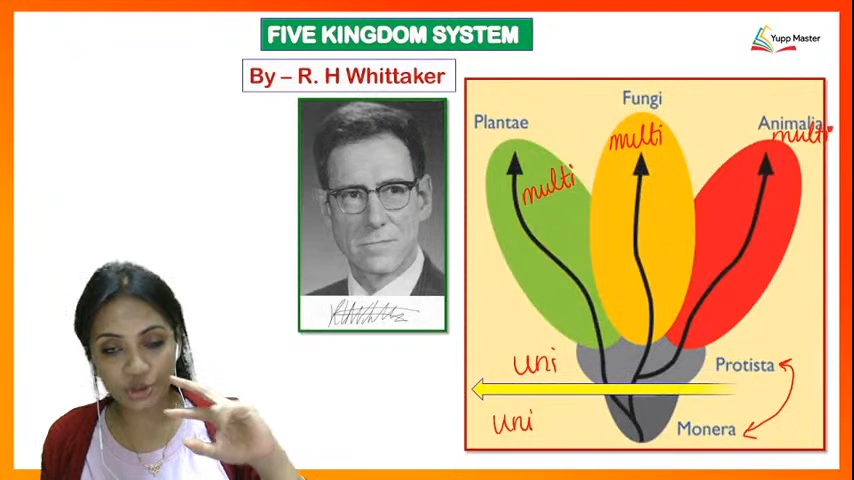 FIVE KINGDOM SYSTEM
Yupp Master
By – R. H Whittaker
Fungi
Plantae
Animalia
multi
multi
multi
uni
Protista
uni
Monera